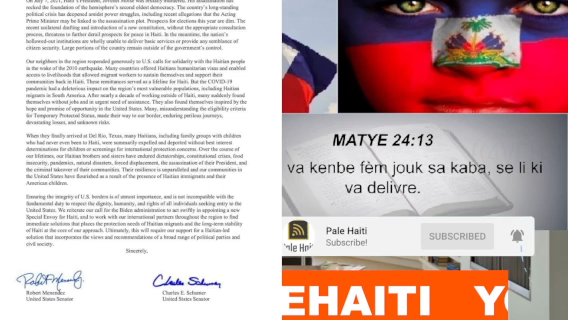 On July 7, 2021, Haiti's President, Jovenel Moïse was brutally murdered. His assassination has
rocked the foundation of the hemisphere's second oldest democracy. The country's long-standing
political crisis has deepened amidst power struggles, including recent allegations that the Acting
Prime Minister may be linked to the assassination plot. Prospects for elections this year are dim. The
recent unilateral drafting and introduction of a new constitution, without the appropriate consultation
process, threatens to further derail prospects for peace in Haiti. In the meantime, the nation's
hollowed-out institutions are wholly unable to deliver basic services or provide any semblance of
citizen security. Large portions of the country remain outside of the government's control.
Our neighbors in the region responded generously to U.S. calls for solidarity with the Haitian people
in the wake of the 2010 earthquake. Many countries offered Haitians humanitarian visas and enabled
access to livelihoods that allowed migrant workers to sustain themselves and support their
communities back in Haiti. These remittances served as a lifeline for Haiti. But the COVID-19
pandemic had a deleterious impact on the region's most vulnerable populations, including Haitian
migrants in South America. After nearly a decade of working outside of Haiti, many suddenly found
themselves without jobs and in urgent need of assistance. They also found themselves inspired by the
hope and promise of opportunity in the United States. Many, misunderstanding the eligibility criteria for
Temporary Protected Status, made their way to our border, enduring perilous journeys,
devastating losses, and unknown risks
When they finally arrived at Del Rio, Texas, many Haitians, including family groups with children
who had never even been to Haiti, were summarily expelled and deported without best interest
determinations for children or screenings for international protection concerns. Over the course of
our lifetimes, our Haitian brothers and sisters have endured dictatorships, constitutional crises, food
insecurity, pandemics, natural disasters, forced displacement, the assassination of their President, and
the criminal takeover of their communities. Their resilience is unparalleled and our communities in
the United States have flourished as a result of the presence of Haitian immigrants and their
American children.
Ensuring the integrity of U.S. borders is of utmost importance, and is not incompatible with the
fundamental duty to respect the dignity, humanity, and rights of all individuals seeking entry to the
United States. We reiterate our call for the Biden administration to act swiftly in appointing a new
Special Envoy for Haiti, and to work with our international partners throughout the region to find
immediate solutions that places the protection needs of Haitian migrants and the long-term stability
of Haiti at the core of our approach. Ultimately, this will require our support for a Haitian-led
solution that incorporates the views and recommendations of a broad range of political parties and
civil society.
Sincerely,
Robert Menendez
United States Senator
Charles E. Schumer
United States Senator
MATYE 24:13
va kenbe fèm jouk sa kaba, se li ki
va delivre.
Pale Haiti
Subscribe!
SUBSCRIBED
EHAITI